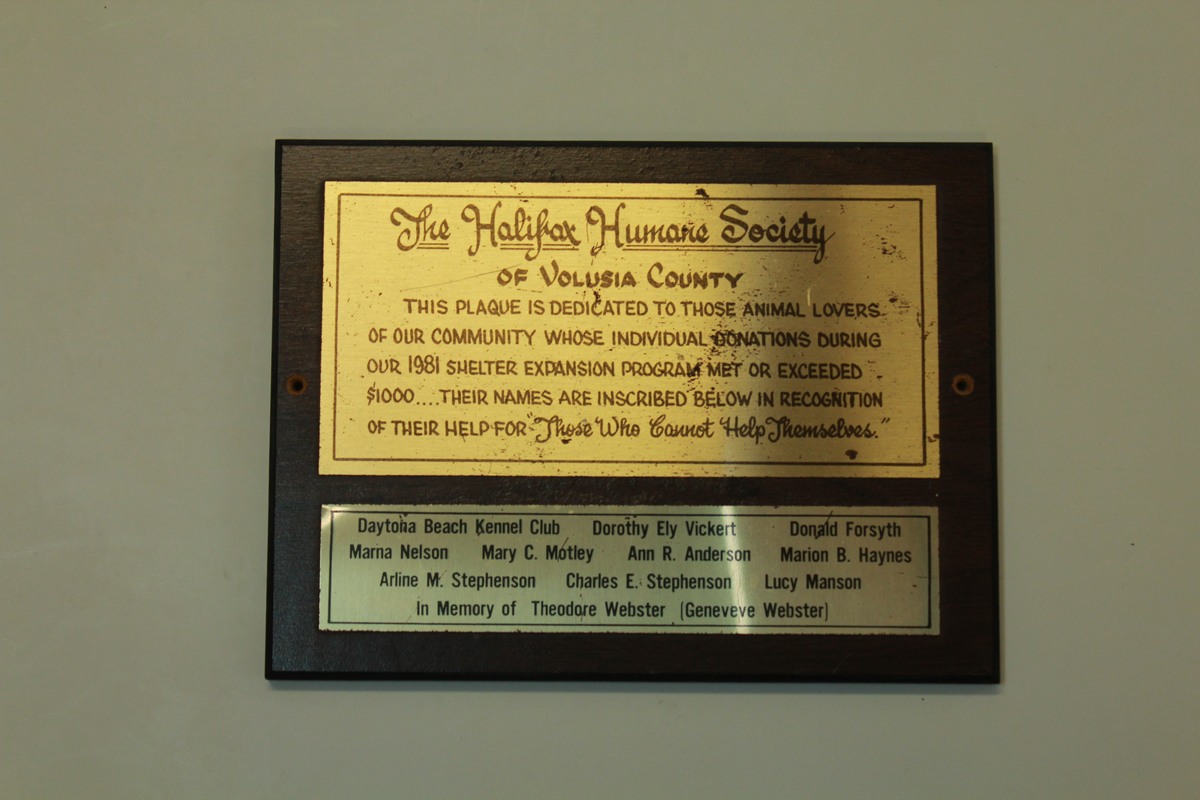 The Halifax Humane Society
OF VOLUSIA COUNTY
THIS PLAQUE IS DEDICATED TO THOSE ANIMAL LOVERS
OF OUR COMMUNITY WHOSE INDIVIDUAL DONATIONS DURING
OUR 1981 SHELTER EXPANSION PROGRAM MET OR EXCEEDED
$1000....THEIR NAMES ARE INSCRIBED BELOW IN RECOGNITION
OF THEIR HELP FOR "Those Who Cannot Help Themselves."
Daytona Beach Kennel Club Dorothy Ely Vickert Donald Forsyth
Marna Nelson Mary C. Motley Ann R. Anderson Marion B. Haynes
Arline M. Stephenson Charles E. Stephenson Lucy Manson
In Memory of Theodore Webster (Geneveve Webster)